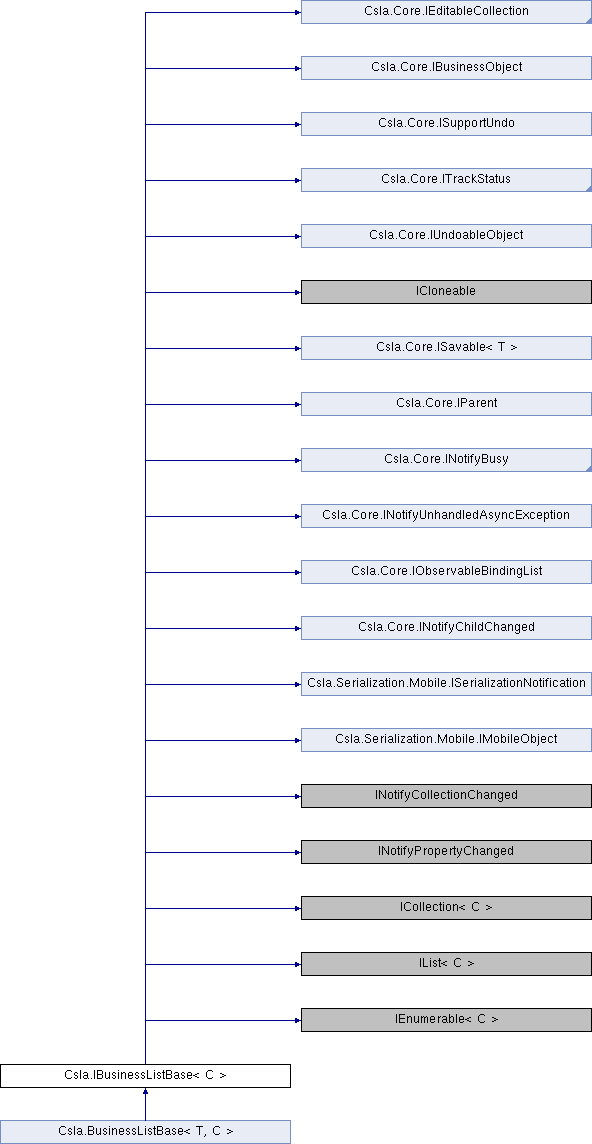 Csla.Core.IEditableCollection
Csla.Core.IBusinessObject
Csla.Core.ISupportUndo
Csla.Core.ITrackStatus
Csla.Core.IUndoableObject
ICloneable
Csla.Core.ISavable< T >
Csla.Core.IParent
Csla.Core.INotifyBusy
Csla.Core.INotifyUnhandledAsyncException
Csla.Core.IObservableBindingList
Csla.Core.INotifyChildChanged
Csla.Serialization.Mobile.ISerializationNotification
Csla.Serialization.Mobile.IMobileObject
INotifyCollectionChanged
INotifyPropertyChanged
ICollection< C >
IList< C >
IEnumerable< C >
Csla.IBusinessListBase< C >
Csla.BusinessListBase< T, C >